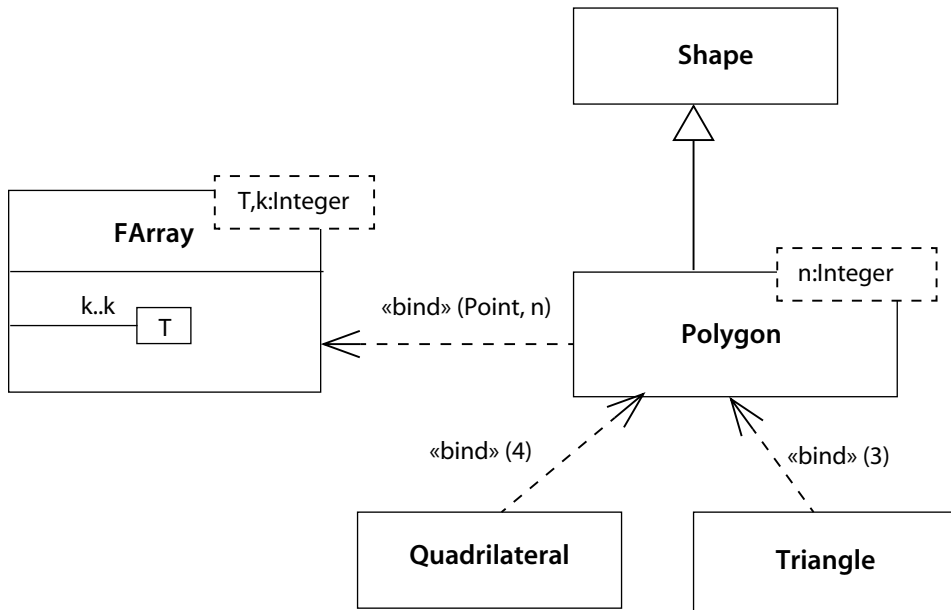 Shape
T,k:Integer
FArray
n:Integer
k..k
T
«bind» (Point, n)
Polygon
«bind» (4)
«bind» (3)
Quadrilateral
Triangle